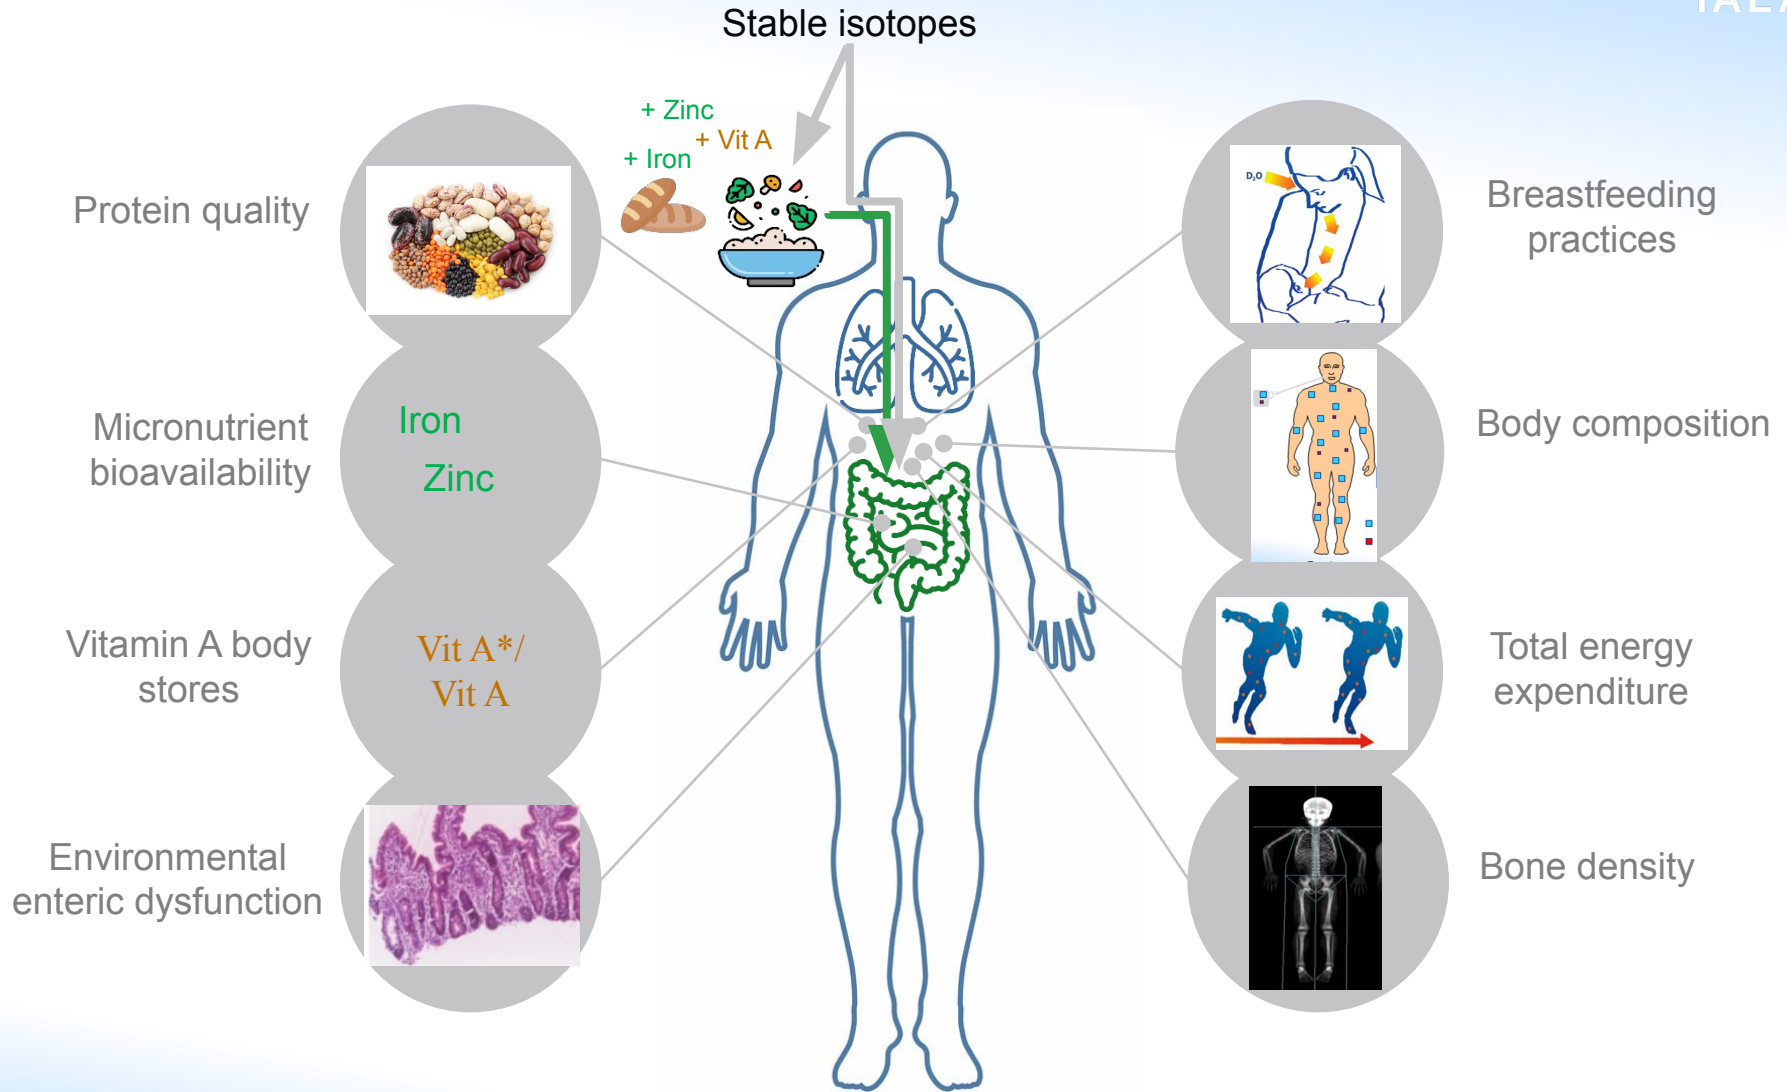 Stable isotopes
+ Zinc
+ Vit A
+ Iron
Protein quality
Micronutrient
bioavailability
Iron
Zinc
Vitamin A body
stores
Vit A*/
Vit A
Environmental
enteric dysfunction
D₂O
Breastfeeding
practices
Body composition
Total energy
expenditure
Bone density